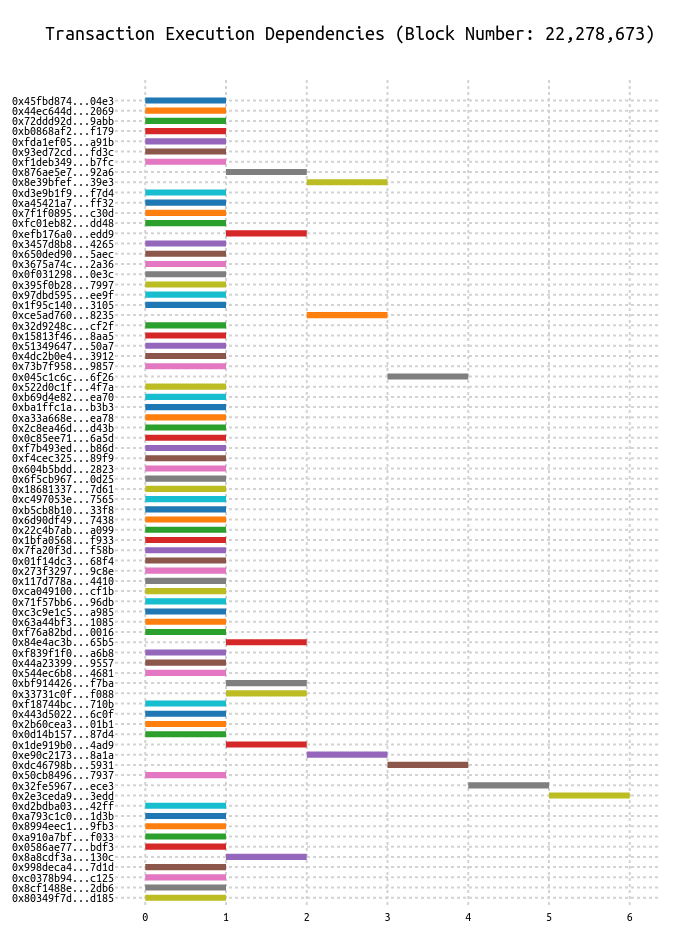 Transaction Execution Dependencies (Block Number: 22,278,673)
0x45fbd874...04e3
0x44ec644d...2069
0x72ddd92d...9abb
0xb0868af2...f179
0xfda1ef05...a91b
0x93ed72cd...fd3c
0xf1deb349...b7fc
0x876ae5e7...92a6
0x8e39bfef...39e3
0xd3e9b1f9...f7d4
0xa45421a7...ff32
0x7f1f0895...c30d
0xfc01eb82...dd48
0xefb176a0...edd9
0x3457d8b8...4265
0x650ded90...5aec
0x3675a74c...2a36
0x0f031298...0e3c
0x395f0b28...7997
0x97dbd595...ee9f
0x1f95c140...3105
0xce5ad760...8235
0x32d9248c...cf2f
0x15813f46...8aa5
0x51349647...50a7
0x4dc2b0e4...3912
0x73b7f958...9857
0x045c1c6c...6f26
0x522d0c1f...4f7a
0xb69d4e82...ea70
0xba1ffc1a...b3b3
0xa33a668e...ea78
0x2c8ea46d...d43b
0x0c85ee71...6a5d
0xf7b493ed...b86d
0xf4cec325...89f9
0x604b5bdd...2823
0x6f5cb967...0d25
0x18681337...7d61
0xc497053e...7565
0xb5cb8b10...33f8
0x6d90df49...7438
0x22c4b7ab...a099
0x1bfa0568...f933
0x7fa20f3d...f58b
0x01f14dc3...68f4
0x273f3297...9c8e
0x117d778a...4410
0xca049100...cf1b
0x71f57bb6...96db
0xc3c9e1c5...a985
0x63a44bf3...1085
0xf76a82bd...0016
0x84e4ac3b...65b5
0xf839f1f0...a6b8
0x44a23399...9557
0x544ec6b8...4681
0xbf914426...f7ba
0x33731c0f...f088
0xf18744bc...710b
0x443d5022...6c0f
0x2b60cea3...01b1
0x0d14b157...87d4
0x1de919b0...4ad9
0xe90c2173...8a1a
0xdc46798b...5931
0x50cb8496...7937
0x32fe5967...ece3
0x2e3ceda9...3edd
0xd2bdba03...42ff
0xa793c1c0...1d3b
0x8994eec1...9fb3
0xa910a7bf...f033
0x0586ae77...bdf3
0x8a8cdf3a...130c
0x998deca4...7d1d
0xc0378b94...c125
0x8cf1488e...2db6
0x80349f7d...d185
0 1 2 3 4 5 6